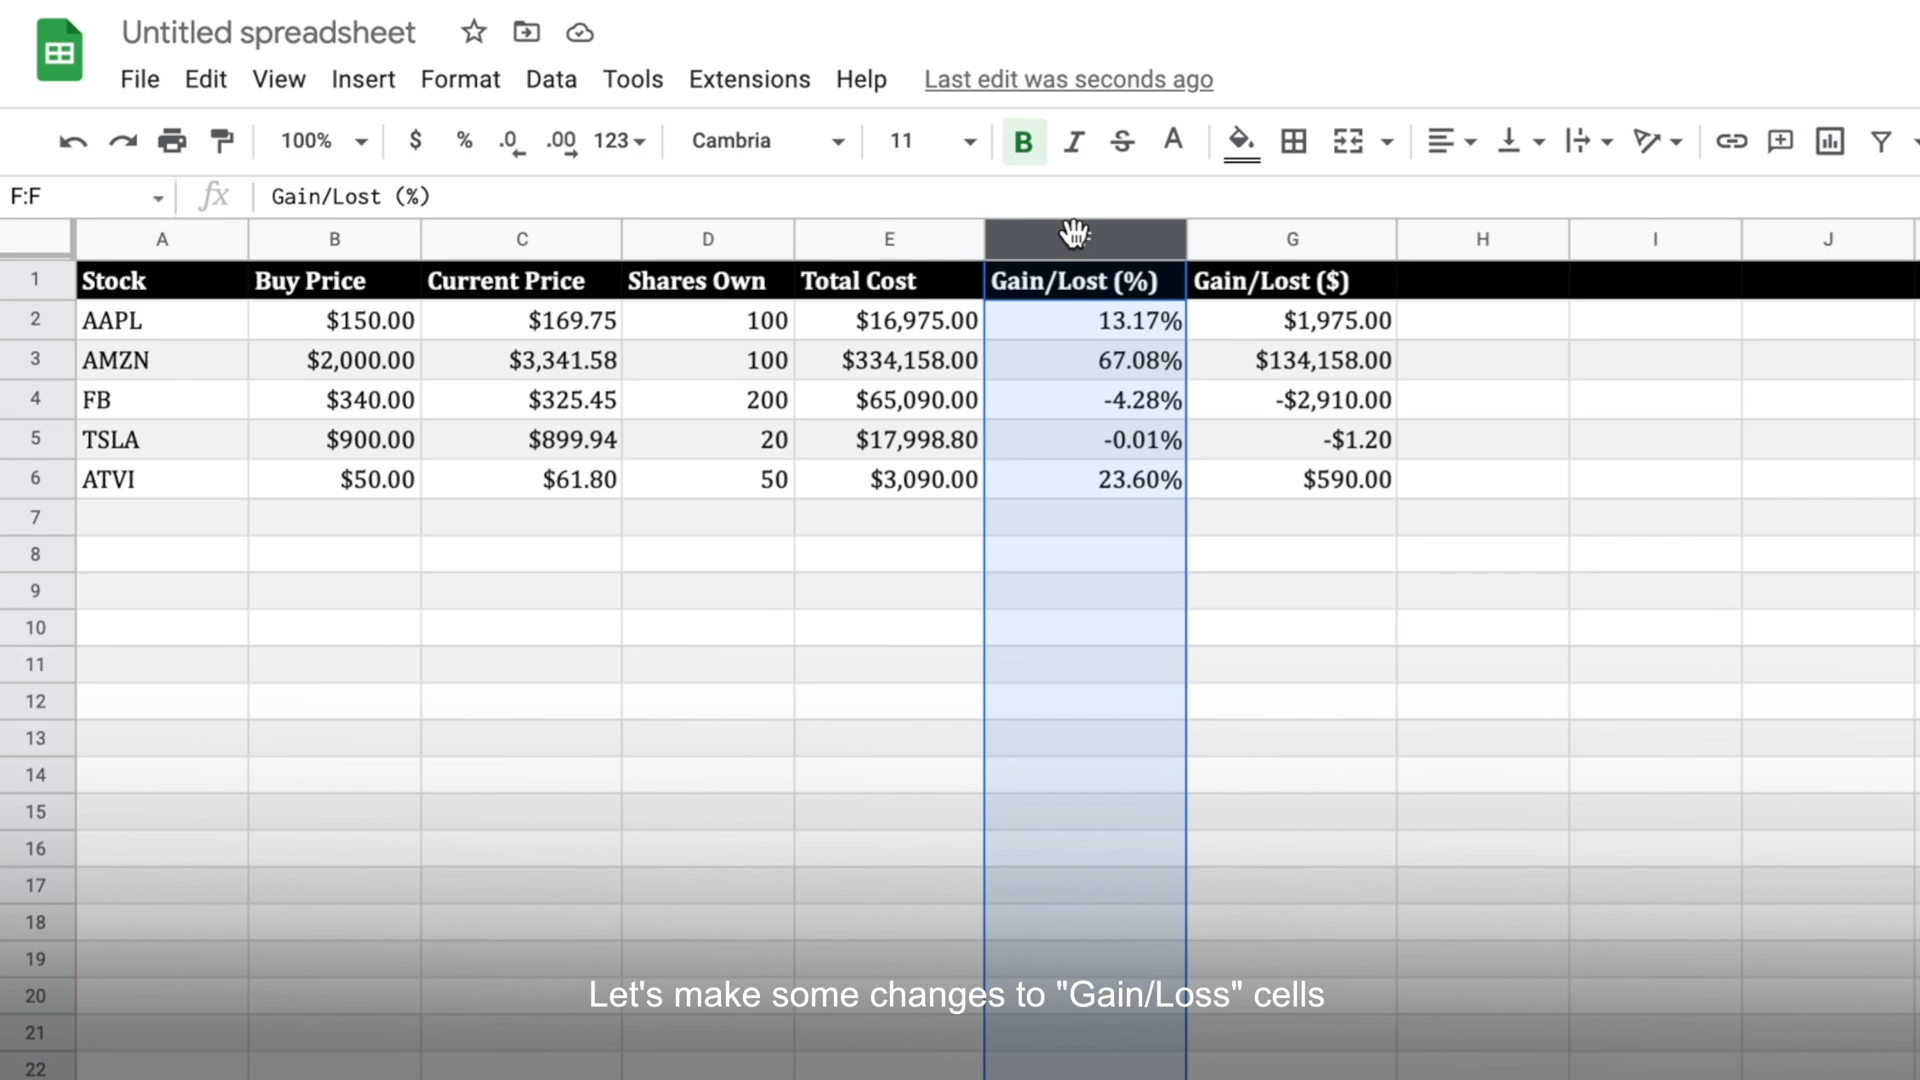 Untitled spreadsheet
File Edit View Insert Format Data Tools Extensions Help Last edit was seconds ago
100% $ % .0 .00 123 Cambria 11 B I S A
F:F fx Gain/Lost (%)
A B C D E G H I J
1 Stock Buy Price Current Price Shares Own Total Cost Gain/Lost (%) Gain/Lost ($)
2 AAPL $150.00 $169.75 100 $16,975.00 13.17% $1,975.00
3 AMZN $2,000.00 $3,341.58 100 $334,158.00 67.08% $134,158.00
4 FB $340.00 $325.45 200 $65,090.00 -4.28% -$2,910.00
5 TSLA $900.00 $899.94 20 $17,998.80 -0.01% -$1.20
6 ATVI $50.00 $61.80 50 $3,090.00 23.60% $590.00
7
8
9
10
11
12
13
14
15
16
17
18
19
20 Let's make some changes to "Gain/Loss" cells
21
22